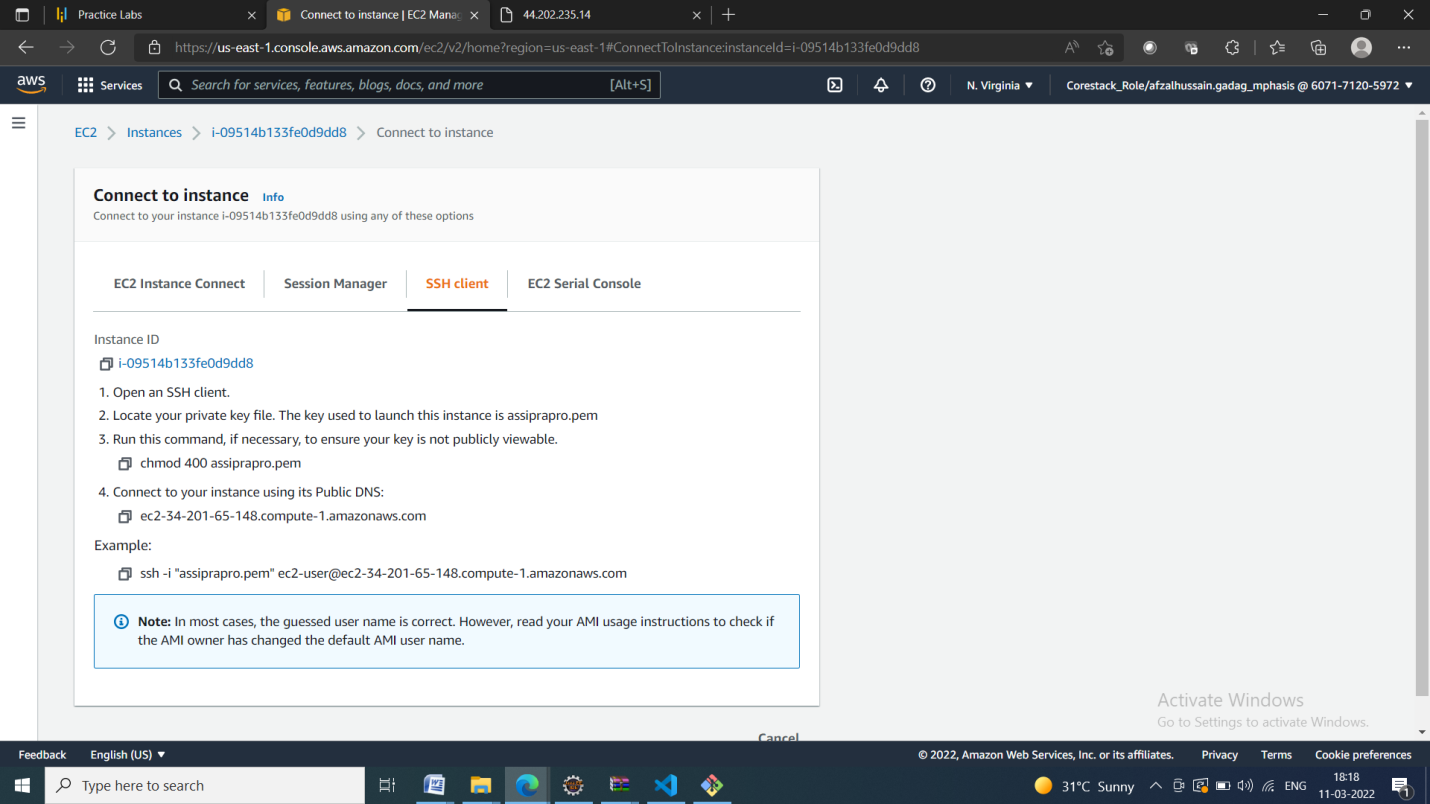 Practice Labs
Connect to instance | EC2 Manag
44.202.235.14
https://us-east-1.console.aws.amazon.com/ec2/v2/home?region=us-east-1#ConnectToInstance:instanceId=i-09514b133fe0d9dd8
aws
Services
Search for services, features, blogs, docs, and more
[Alt+S]
N. Virginia ▼
Corestack_Role/afzalhussain.gadag_mphasis @ 6071-7120-5972 ▼
EC2 > Instances > i-09514b133fe0d9dd8 > Connect to instance
Connect to instance Info
Connect to your instance i-09514b133fe0d9dd8 using any of these options
EC2 Instance Connect
Session Manager
SSH client
EC2 Serial Console
Instance ID
i-09514b133fe0d9dd8
1. Open an SSH client.
2. Locate your private key file. The key used to launch this instance is assiprapro.pem
3. Run this command, if necessary, to ensure your key is not publicly viewable.
chmod 400 assiprapro.pem
4. Connect to your instance using its Public DNS:
ec2-34-201-65-148.compute-1.amazonaws.com
Example:
ssh -i "assiprapro.pem" ec2-user@ec2-34-201-65-148.compute-1.amazonaws.com
Note: In most cases, the guessed user name is correct. However, read your AMI usage instructions to check if
the AMI owner has changed the default AMI user name.
Activate Windows
Go to Settings to activate Windows.
Cancel
Feedback
English (US) ▼
© 2022, Amazon Web Services, Inc. or its affiliates.
Privacy
Terms
Cookie preferences
Type here to search
31°C Sunny
ENG
18:18
11-03-2022
1